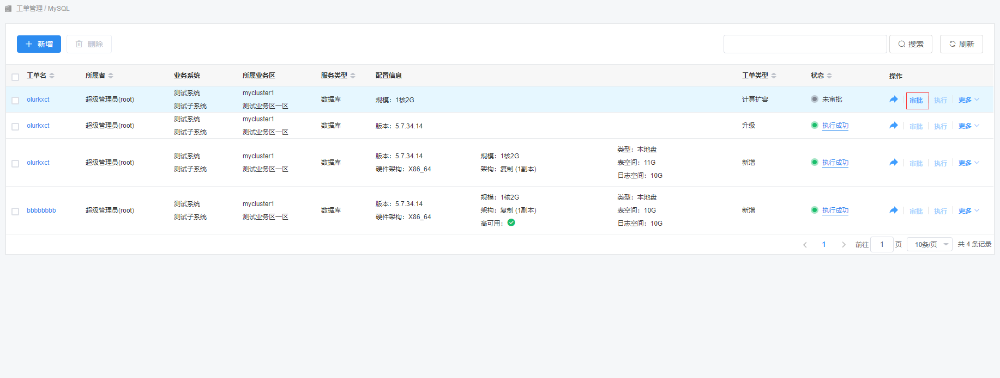 工单管理 / MySQL
新增 删除 搜索 刷新
工单名 所属者 业务系统 所属业务区 服务类型 配置信息 工单类型 状态 操作
olurkxct 超级管理员(root) 测试系统 mycluster1 数据库 规模：1核2G 计算扩容 未审批 审批 执行 更多
测试子系统 测试业务区一区
olurkxct 超级管理员(root) 测试系统 mycluster1 数据库 版本：5.7.34.14 升级 执行成功 审批 执行 更多
测试子系统 测试业务区一区
类型：本地盘
olurkxct 超级管理员(root) 测试系统 mycluster1 数据库 版本：5.7.34.14 规模：1核2G 表空间：11G 新增 执行成功 审批 执行 更多
测试子系统 测试业务区一区 硬件架构：X86_64 架构：复制 (1副本) 日志空间：10G
规模：1核2G 类型：本地盘
bbbbbbbb 超级管理员(root) 测试系统 mycluster1 数据库 版本：5.7.34.14 架构：复制 (1副本) 表空间：10G 新增 执行成功 审批 执行 更多
测试子系统 测试业务区一区 硬件架构：X86_64 高可用： 日志空间：10G
1 前往 1 页 10条/页 共 4 条记录